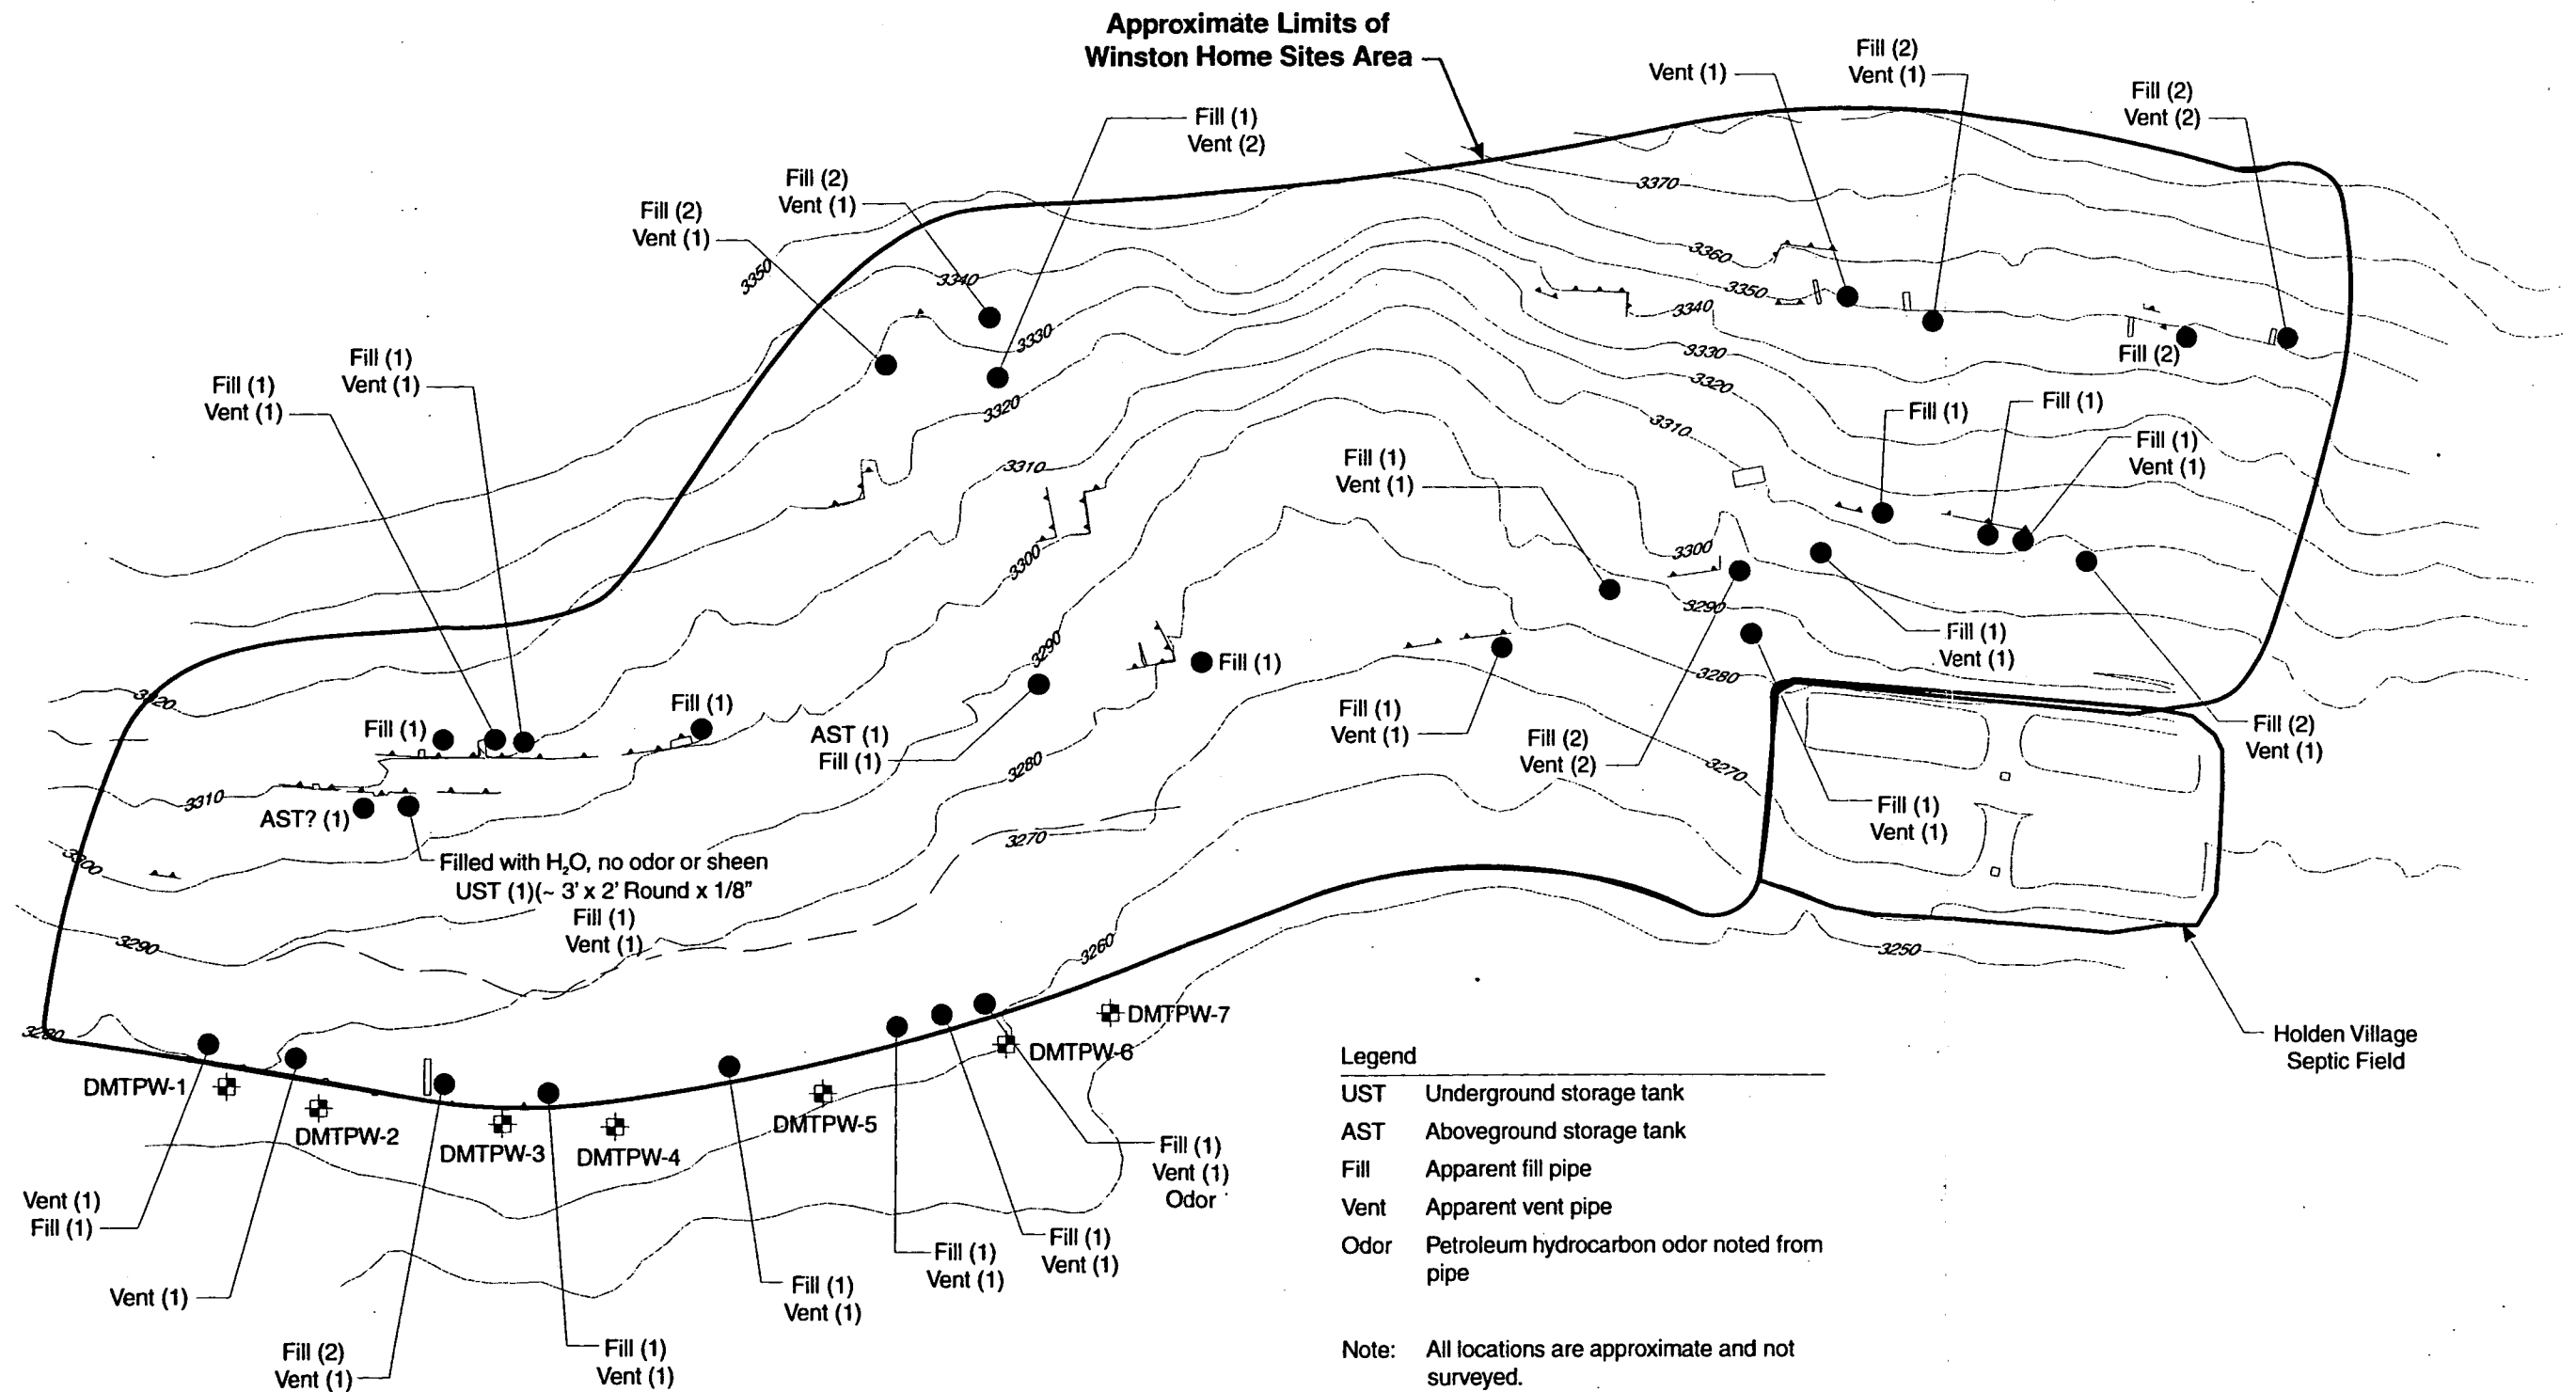 Approximate Limits of
Winston Home Sites Area
Vent (1)
Fill (2)
Vent (1)
Fill (2)
Vent (2)
Fill (1)
Vent (2)
Fill (2)
Vent (1)
Fill (2)
Vent (1)
3370
3360
3350
3340
3330
3320
3310
3350
3340
3330
3320
3310
3300
3290
3280
3270
3260
Fill (2)
Fill (1)
Vent (1)
Fill (1)
Vent (1)
Fill (1)
Fill (1)
Fill (1)
Vent (1)
Fill (1)
Vent (1)
3300
3290
3280
3270
3250
Fill (1)
Vent (1)
Fill (1)
Fill (1)
Fill (1)
AST (1)
Fill (1)
Fill (1)
Vent (1)
Fill (2)
Vent (2)
Fill (2)
Vent (1)
Fill (1)
Vent (1)
3320
3310
3300
3290
3280
AST? (1)
Filled with H₂O, no odor or sheen
UST (1)(~ 3' x 2' Round x 1/8"
Fill (1)
Vent (1)
DMTPW-1
DMTPW-2
DMTPW-3
DMTPW-4
DMTPW-5
DMTPW-6
DMTPW-7
Holden Village
Septic Field
Vent (1)
Fill (1)
Vent (1)
Fill (2)
Vent (1)
Fill (1)
Vent (1)
Fill (1)
Vent (1)
Fill (1)
Vent (1)
Fill (1)
Vent (1)
Fill (1)
Vent (1)
Odor
Legend
UST Underground storage tank
AST Aboveground storage tank
Fill Apparent fill pipe
Vent Apparent vent pipe
Odor Petroleum hydrocarbon odor noted from
pipe
Note: All locations are approximate and not
surveyed.